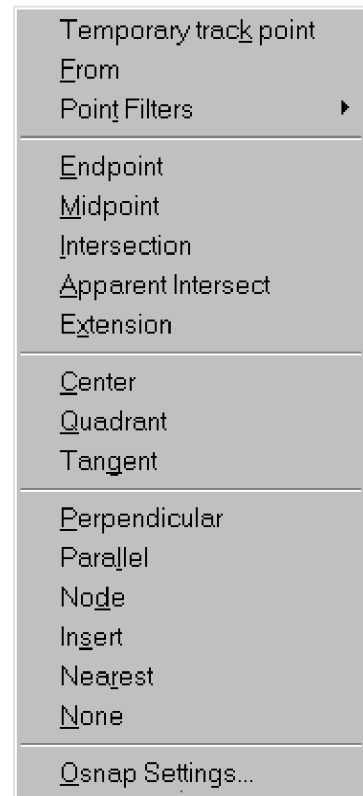 Temporary track point
From
Point Filters
Endpoint
Midpoint
Intersection
Apparent Intersect
Extension
Center
Quadrant
Tangent
Perpendicular
Parallel
Node
Insert
Nearest
None
Osnap Settings...